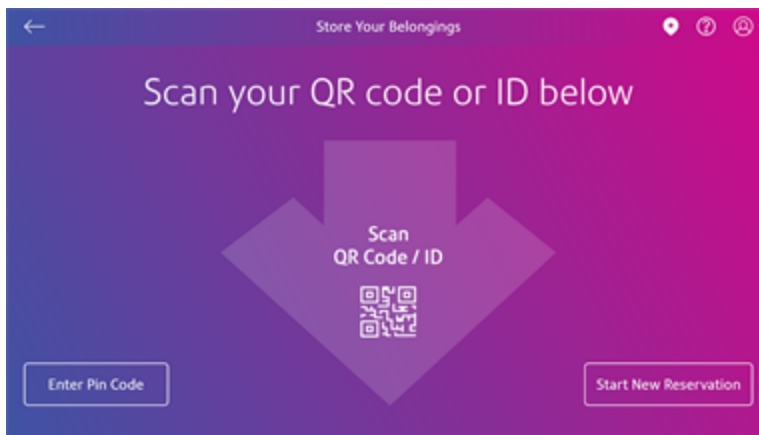 Store Your Belongings
Scan your QR code or ID below
Scan
QR Code / ID
Enter Pin Code
Start New Reservation